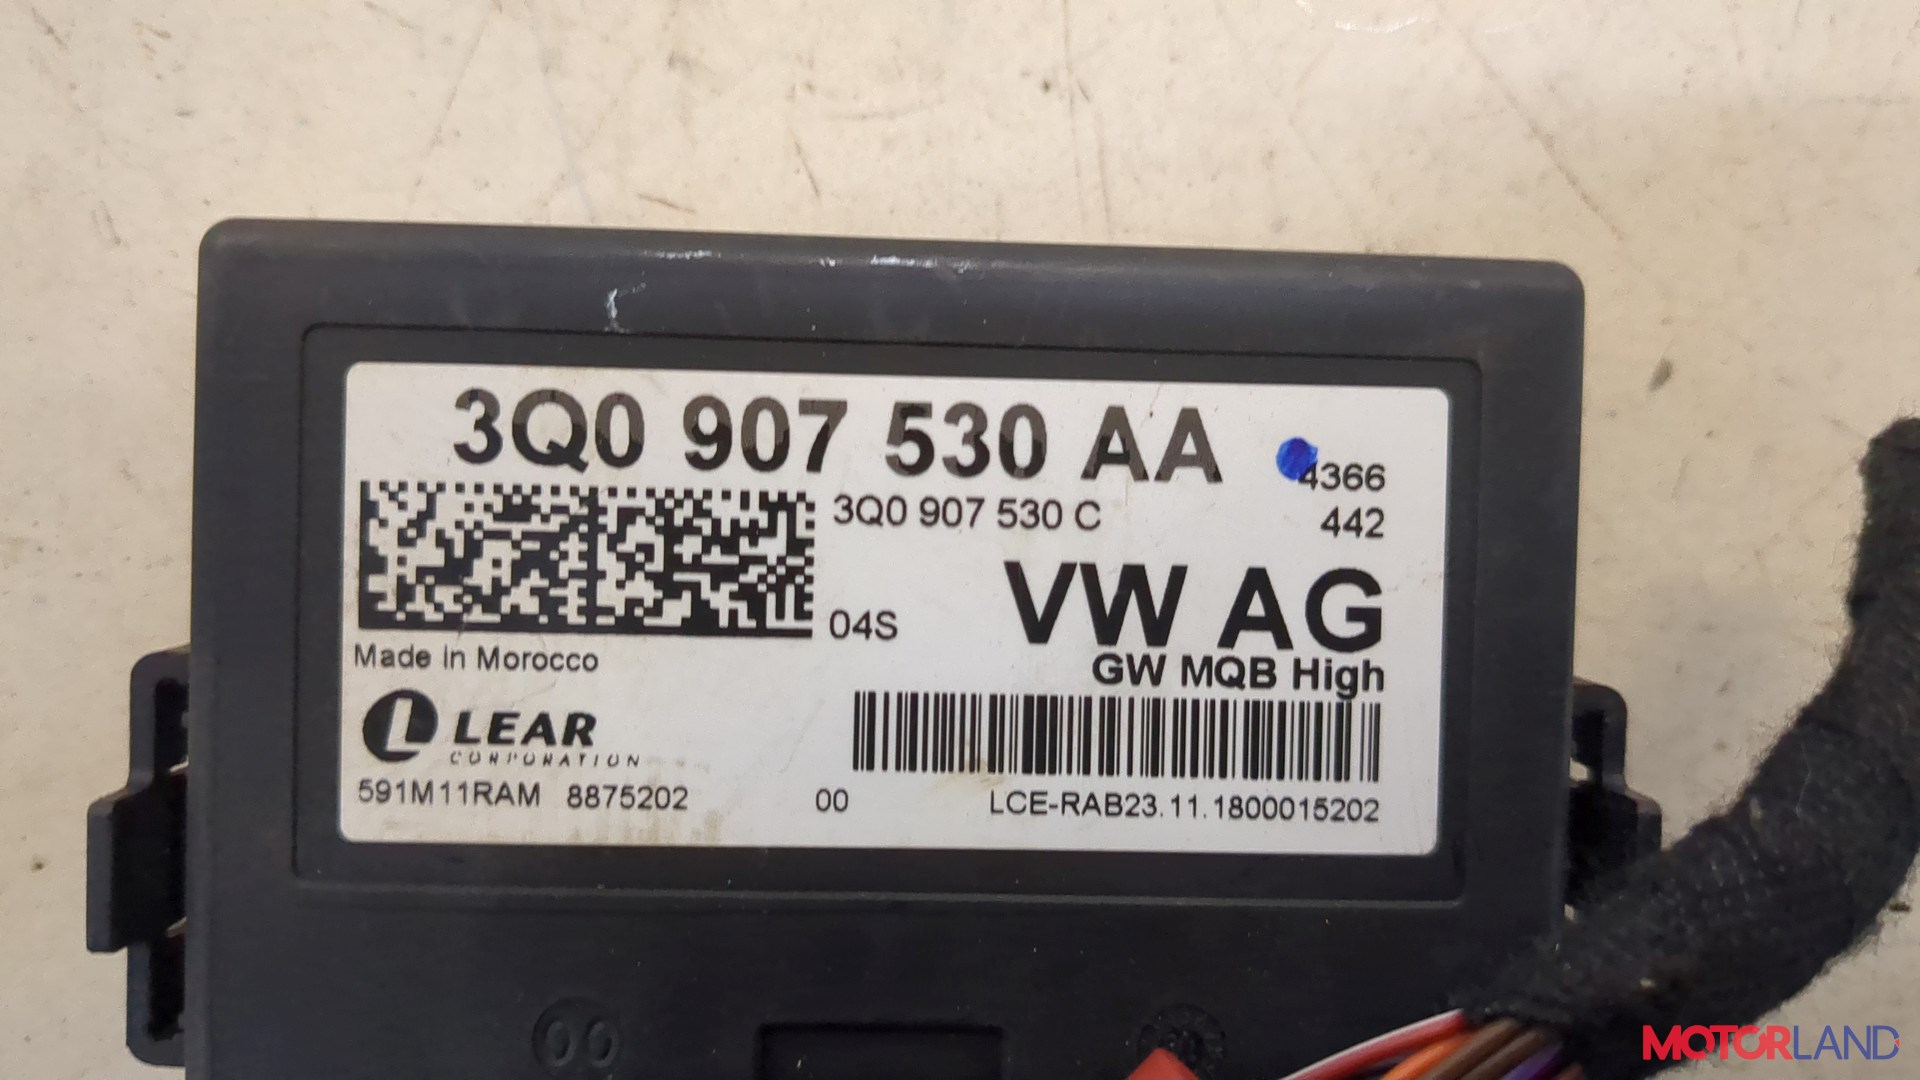 3Q0 907 530 AA
4366
3Q0 907 530 C
442
04S
VW AG
Made in Morocco
GW MQB High
LEAR
CORPORATION
591M11RAM 8875202 00 LCE-RAB23.11.1800015202
MOTORLAND